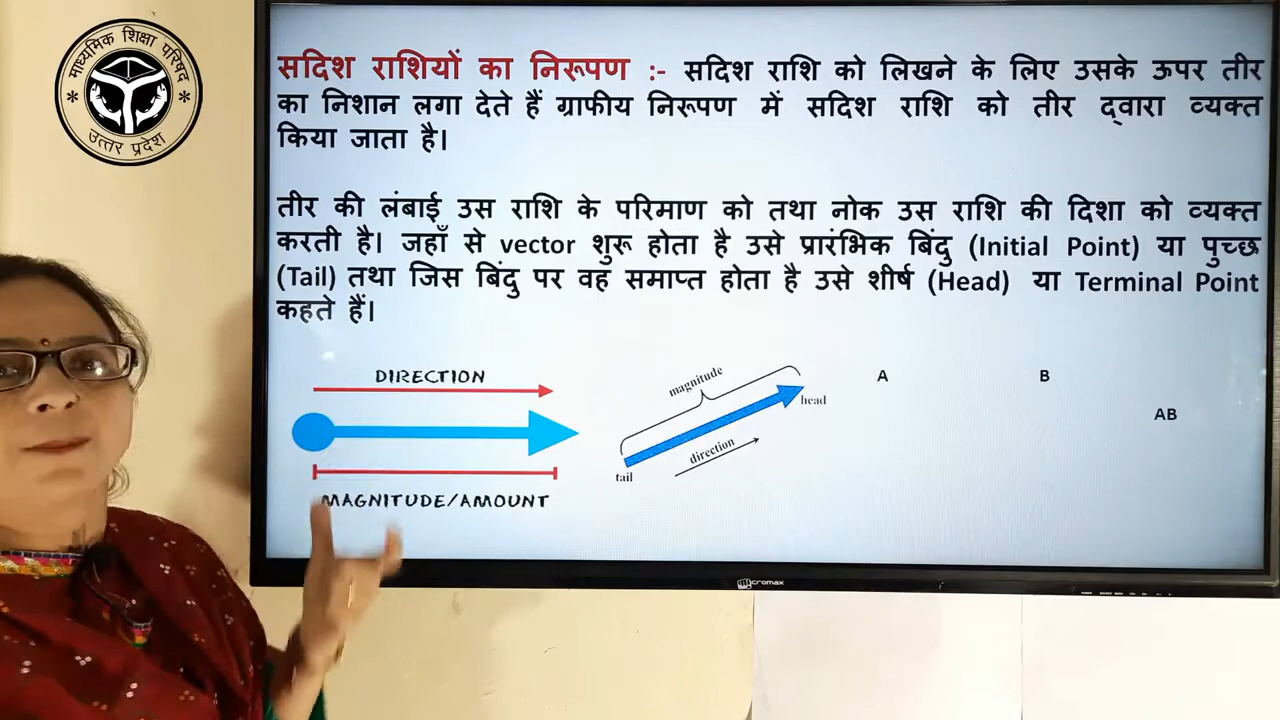 माध्यमिक शिक्षा परिषद
उत्तर प्रदेश
सदिश राशियों का निरूपण :- सदिश राशि को लिखने के लिए उसके ऊपर तीर
का निशान लगा देते हैं ग्राफीय निरूपण में सदिश राशि को तीर द्वारा व्यक्त
किया जाता है।
तीर की लंबाई उस राशि के परिमाण को तथा नोक उस राशि की दिशा को व्यक्त
करती है। जहाँ से vector शुरू होता है उसे प्रारंभिक बिंदु (Initial Point) या पुच्छ
(Tail) तथा जिस बिंदु पर वह समाप्त होता है उसे शीर्ष (Head) या Terminal Point
कहते हैं।
DIRECTION
MAGNITUDE/AMOUNT
magnitude
head
direction
tail
A B
AB
micromax